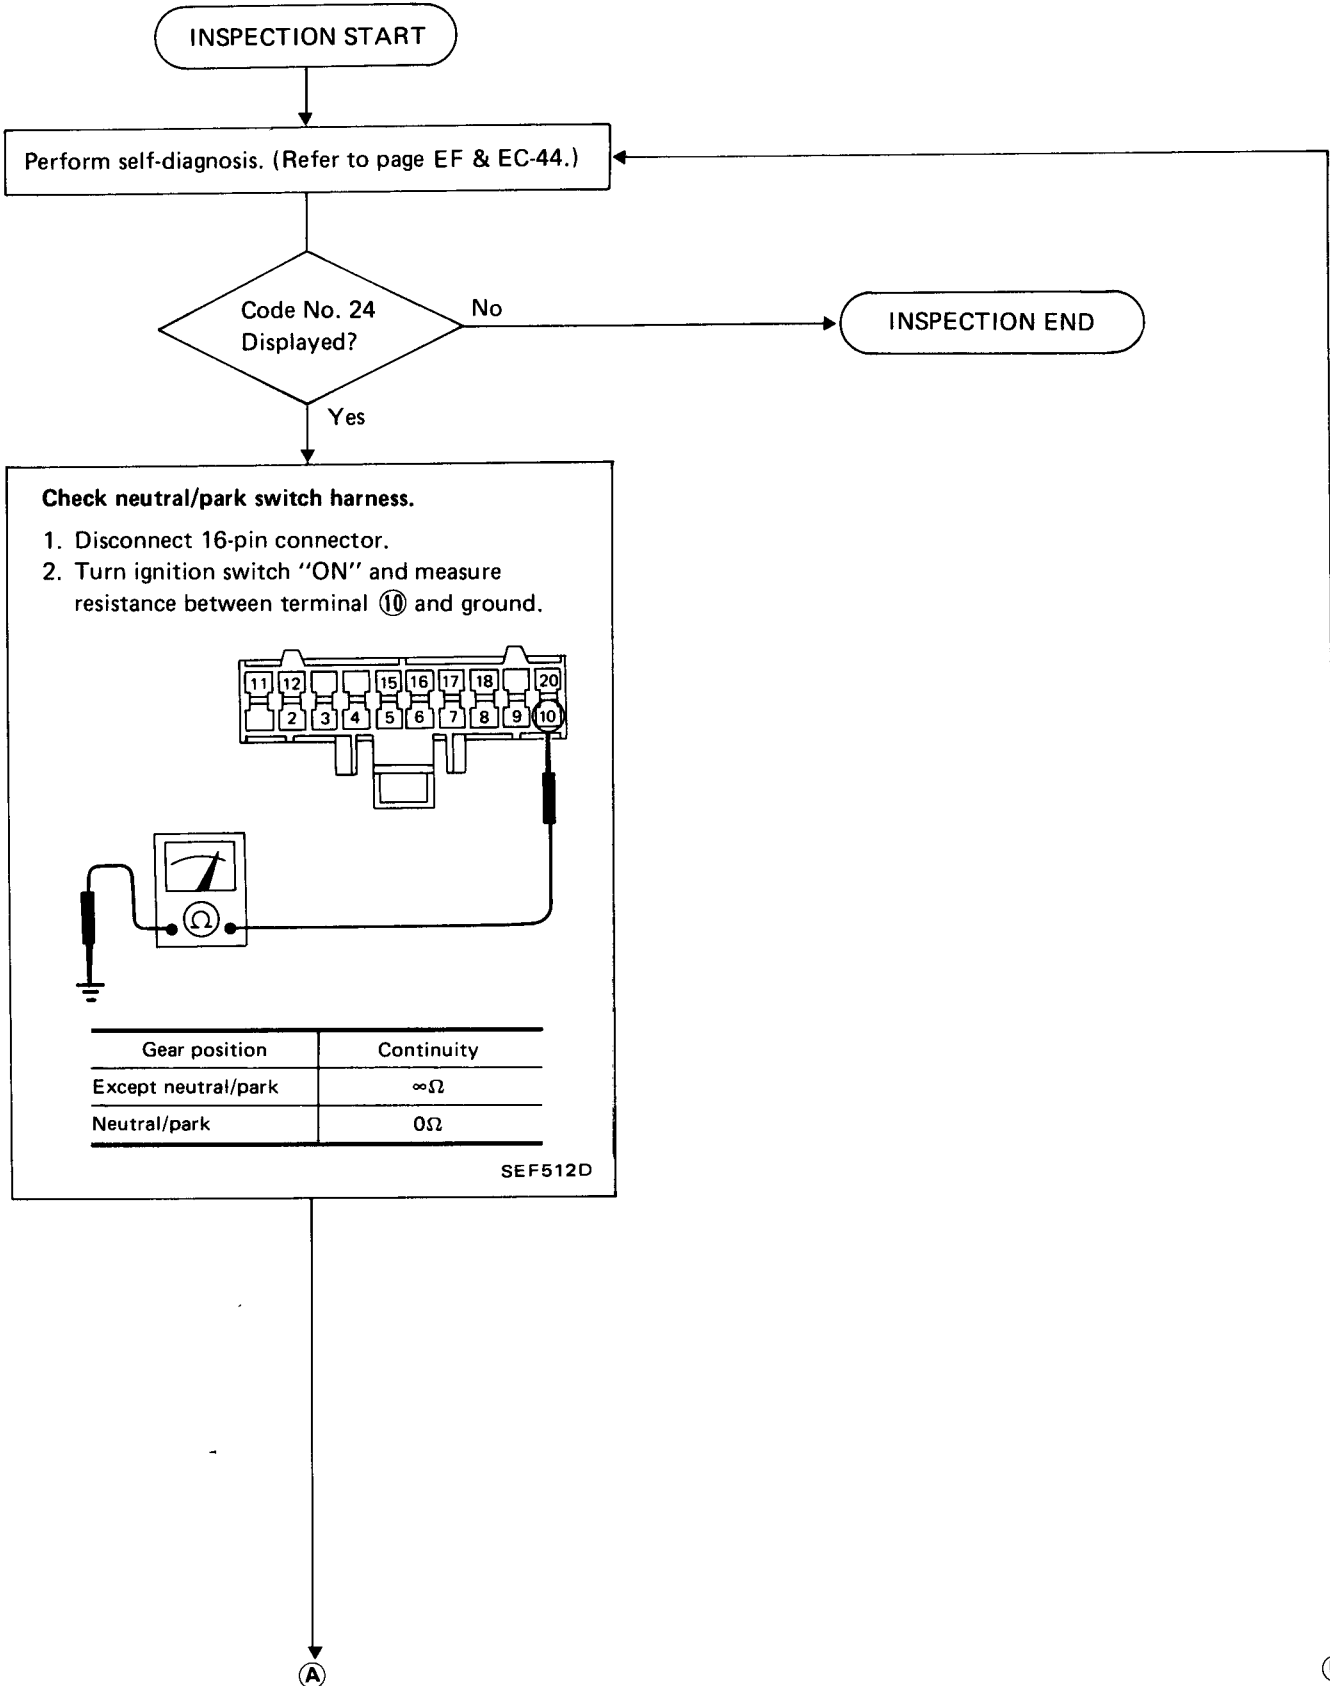 INSPECTION START
Perform self-diagnosis. (Refer to page EF & EC-44.)
Code No. 24
Displayed?
No
INSPECTION END
Yes
Check neutral/park switch harness.
1. Disconnect 16-pin connector.
2. Turn ignition switch "ON" and measure
resistance between terminal ⑩ and ground.
11 12 15 16 17 18 20
2 3 4 5 6 7 8 9 10
Ω
Gear position Continuity
Except neutral/park ∞Ω
Neutral/park 0Ω
SEF512D
Ⓐ